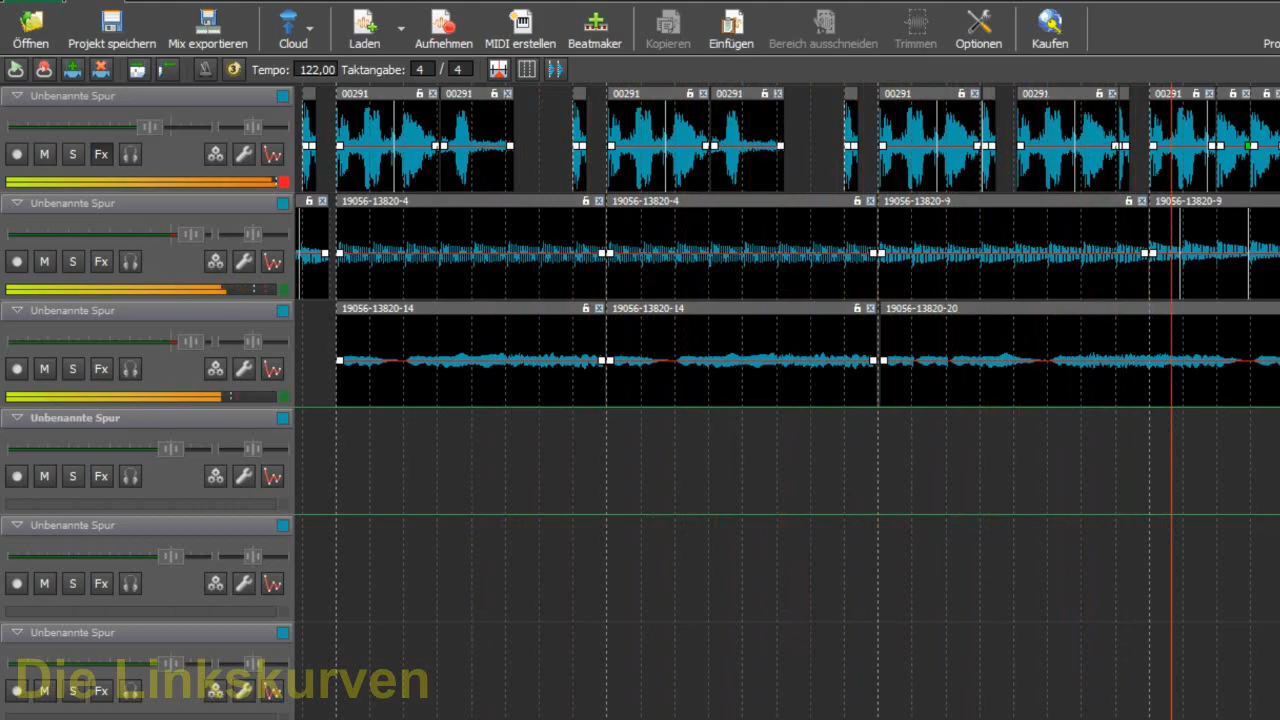 Öffnen Projekt speichern Mix exportieren Cloud Laden Aufnehmen MIDI erstellen Beatmaker Kopieren Einfügen Bereich ausschneiden Trimmen Optionen Kaufen Pro
Tempo: 122,00 Taktangabe: 4 / 4
Unbenannte Spur 00291 00291 00291 00291 00291 00291 00291
M S Fx
Unbenannte Spur 19056-13820-4 19056-13820-4 19056-13820-9 19056-13820-9
M S Fx
Unbenannte Spur 19056-13820-14 19056-13820-14 19056-13820-20
M S Fx
Unbenannte Spur
M S Fx
Unbenannte Spur
M S Fx
Unbenannte Spur
M S Fx
Die Linkskurven